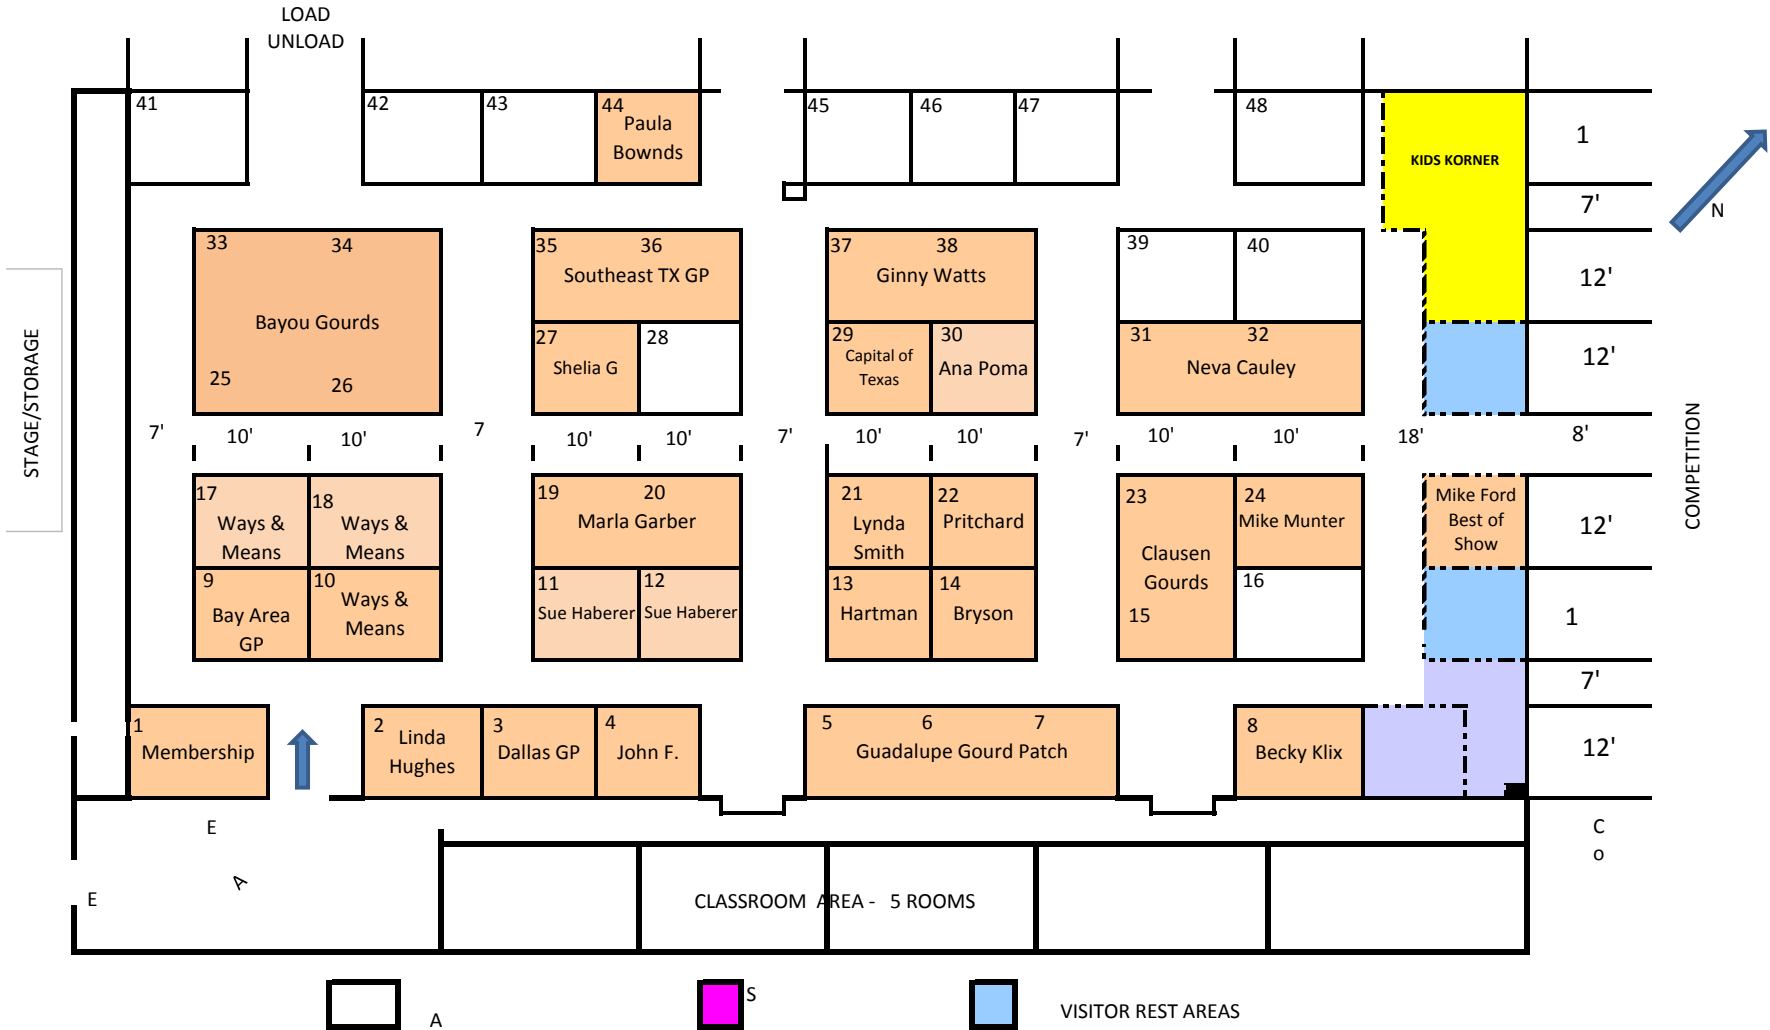 LOAD
UNLOAD
41
42
43
44
45
46
47
48
Paula
Bownds
KIDS KORNER
1
7'
N
33
34
35
36
37
38
39
40
Southeast TX GP
Ginny Watts
12'
Bayou Gourds
27
28
29
30
31
32
Shelia G
Capital of
Texas
Ana Poma
Neva Cauley
12'
25
26
STAGE/STORAGE
7'
10'
10'
7
10'
10'
7'
10'
10'
7'
10'
10'
18'
8'
COMPETITION
17
18
19
20
21
22
23
24
Ways &
Means
Ways &
Means
Marla Garber
Lynda
Smith
Pritchard
Mike Munter
Mike Ford
Best of
Show
12'
Clausen
Gourds
15
9
10
11
12
13
14
16
Bay Area
GP
Ways &
Means
Sue Haberer
Sue Haberer
Hartman
Bryson
1
7'
1
2
3
4
5
6
7
8
Membership
Linda
Hughes
Dallas GP
John F.
Guadalupe Gourd Patch
Becky Klix
12'
E
A
E
C
o
CLASSROOM AREA - 5 ROOMS
A
S
VISITOR REST AREAS